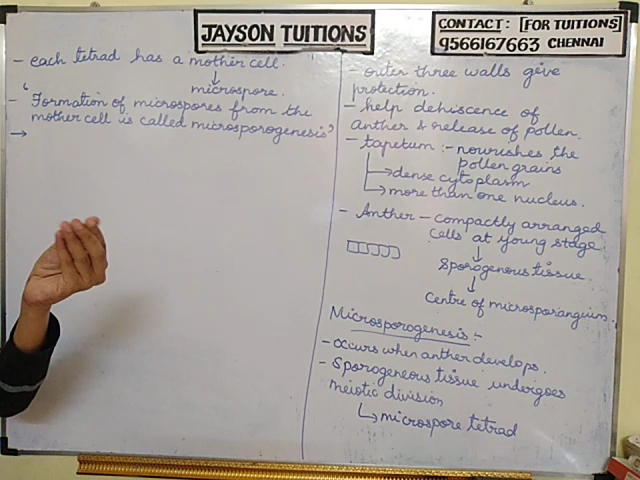 JAYSON TUITIONS
CONTACT: [FOR TUITIONS]
9566167663 CHENNAI
- each tetrad has a mother cell.
↓
microspore.
- "Formation of microspores from the
mother cell is called microsporogenesis"
→
- outer three walls give
protection.
- help dehiscence of
anther & release of pollen.
- tapetum :- nourishes the
pollen grains
→ dense cytoplasm
→ more than one nucleus.
- Anther - compactly arranged
cells at young stage
↓
Sporogenous tissue
↓
Centre of microsporangium.
Microsporogenesis :-
- occurs when anther develops.
- Sporogeneous tissue undergoes
meiotic division
↳ microspore tetrad